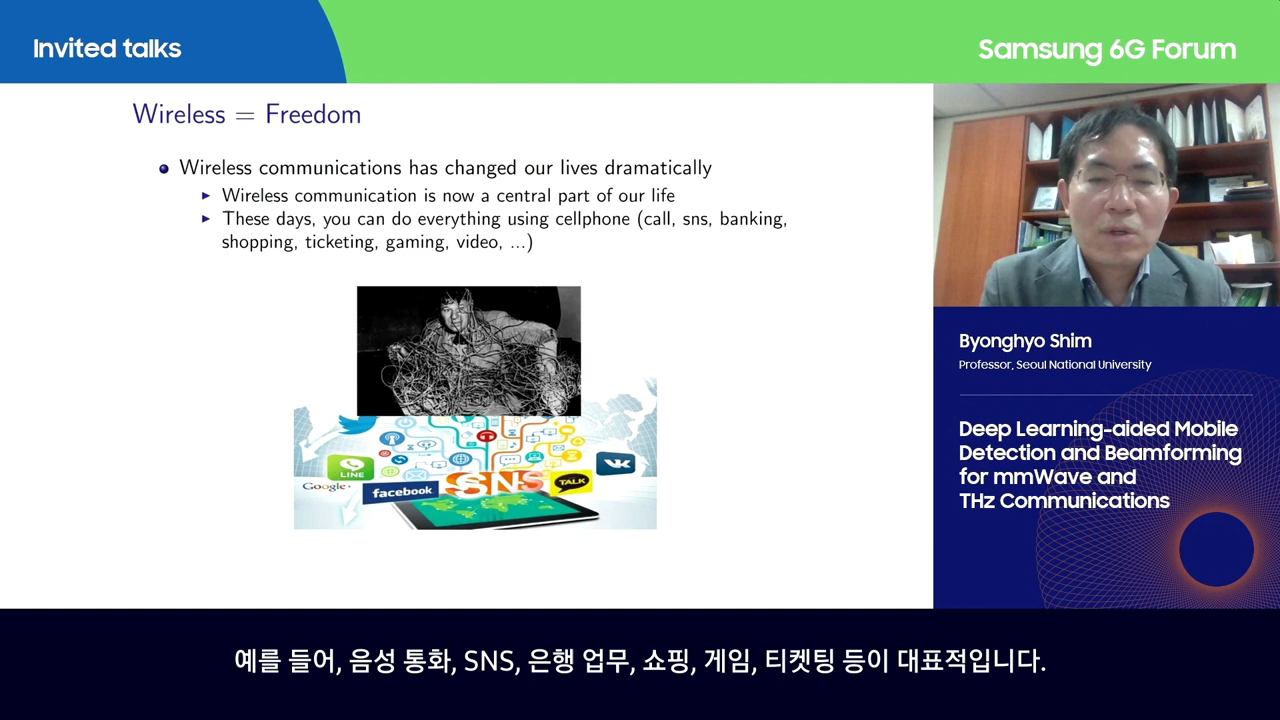 Invited talks
Samsung 6G Forum
Wireless = Freedom
Wireless communications has changed our lives dramatically
Wireless communication is now a central part of our life
These days, you can do everything using cellphone (call, sns, banking,
shopping, ticketing, gaming, video, ...)
LINE
Google+
facebook
SNS
TALK
Byonghyo Shim
Professor, Seoul National University
Deep Learning-aided Mobile
Detection and Beamforming
for mmWave and
THz Communications
예를 들어, 음성 통화, SNS, 은행 업무, 쇼핑, 게임, 티켓팅 등이 대표적입니다.